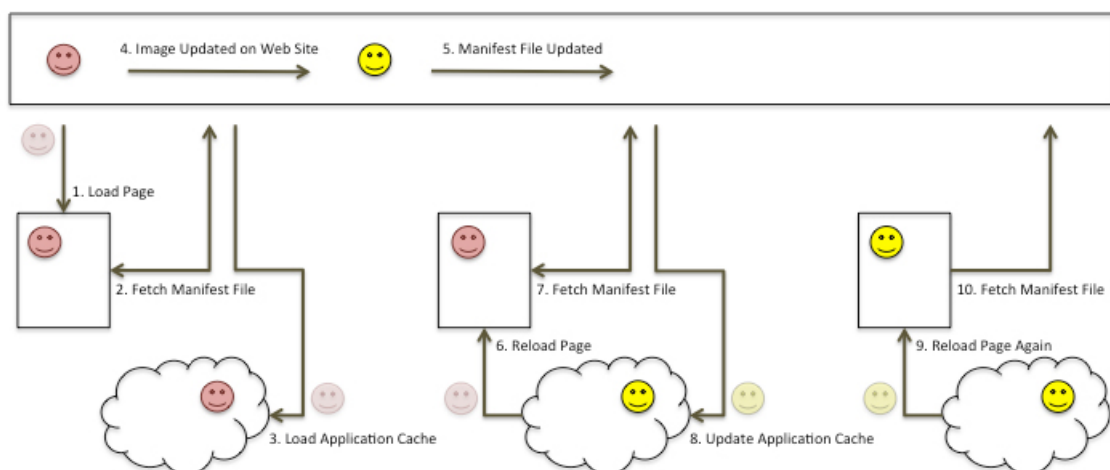 4. Image Updated on Web Site
5. Manifest File Updated
1. Load Page
2. Fetch Manifest File
3. Load Application Cache
6. Reload Page
7. Fetch Manifest File
8. Update Application Cache
9. Reload Page Again
10. Fetch Manifest File